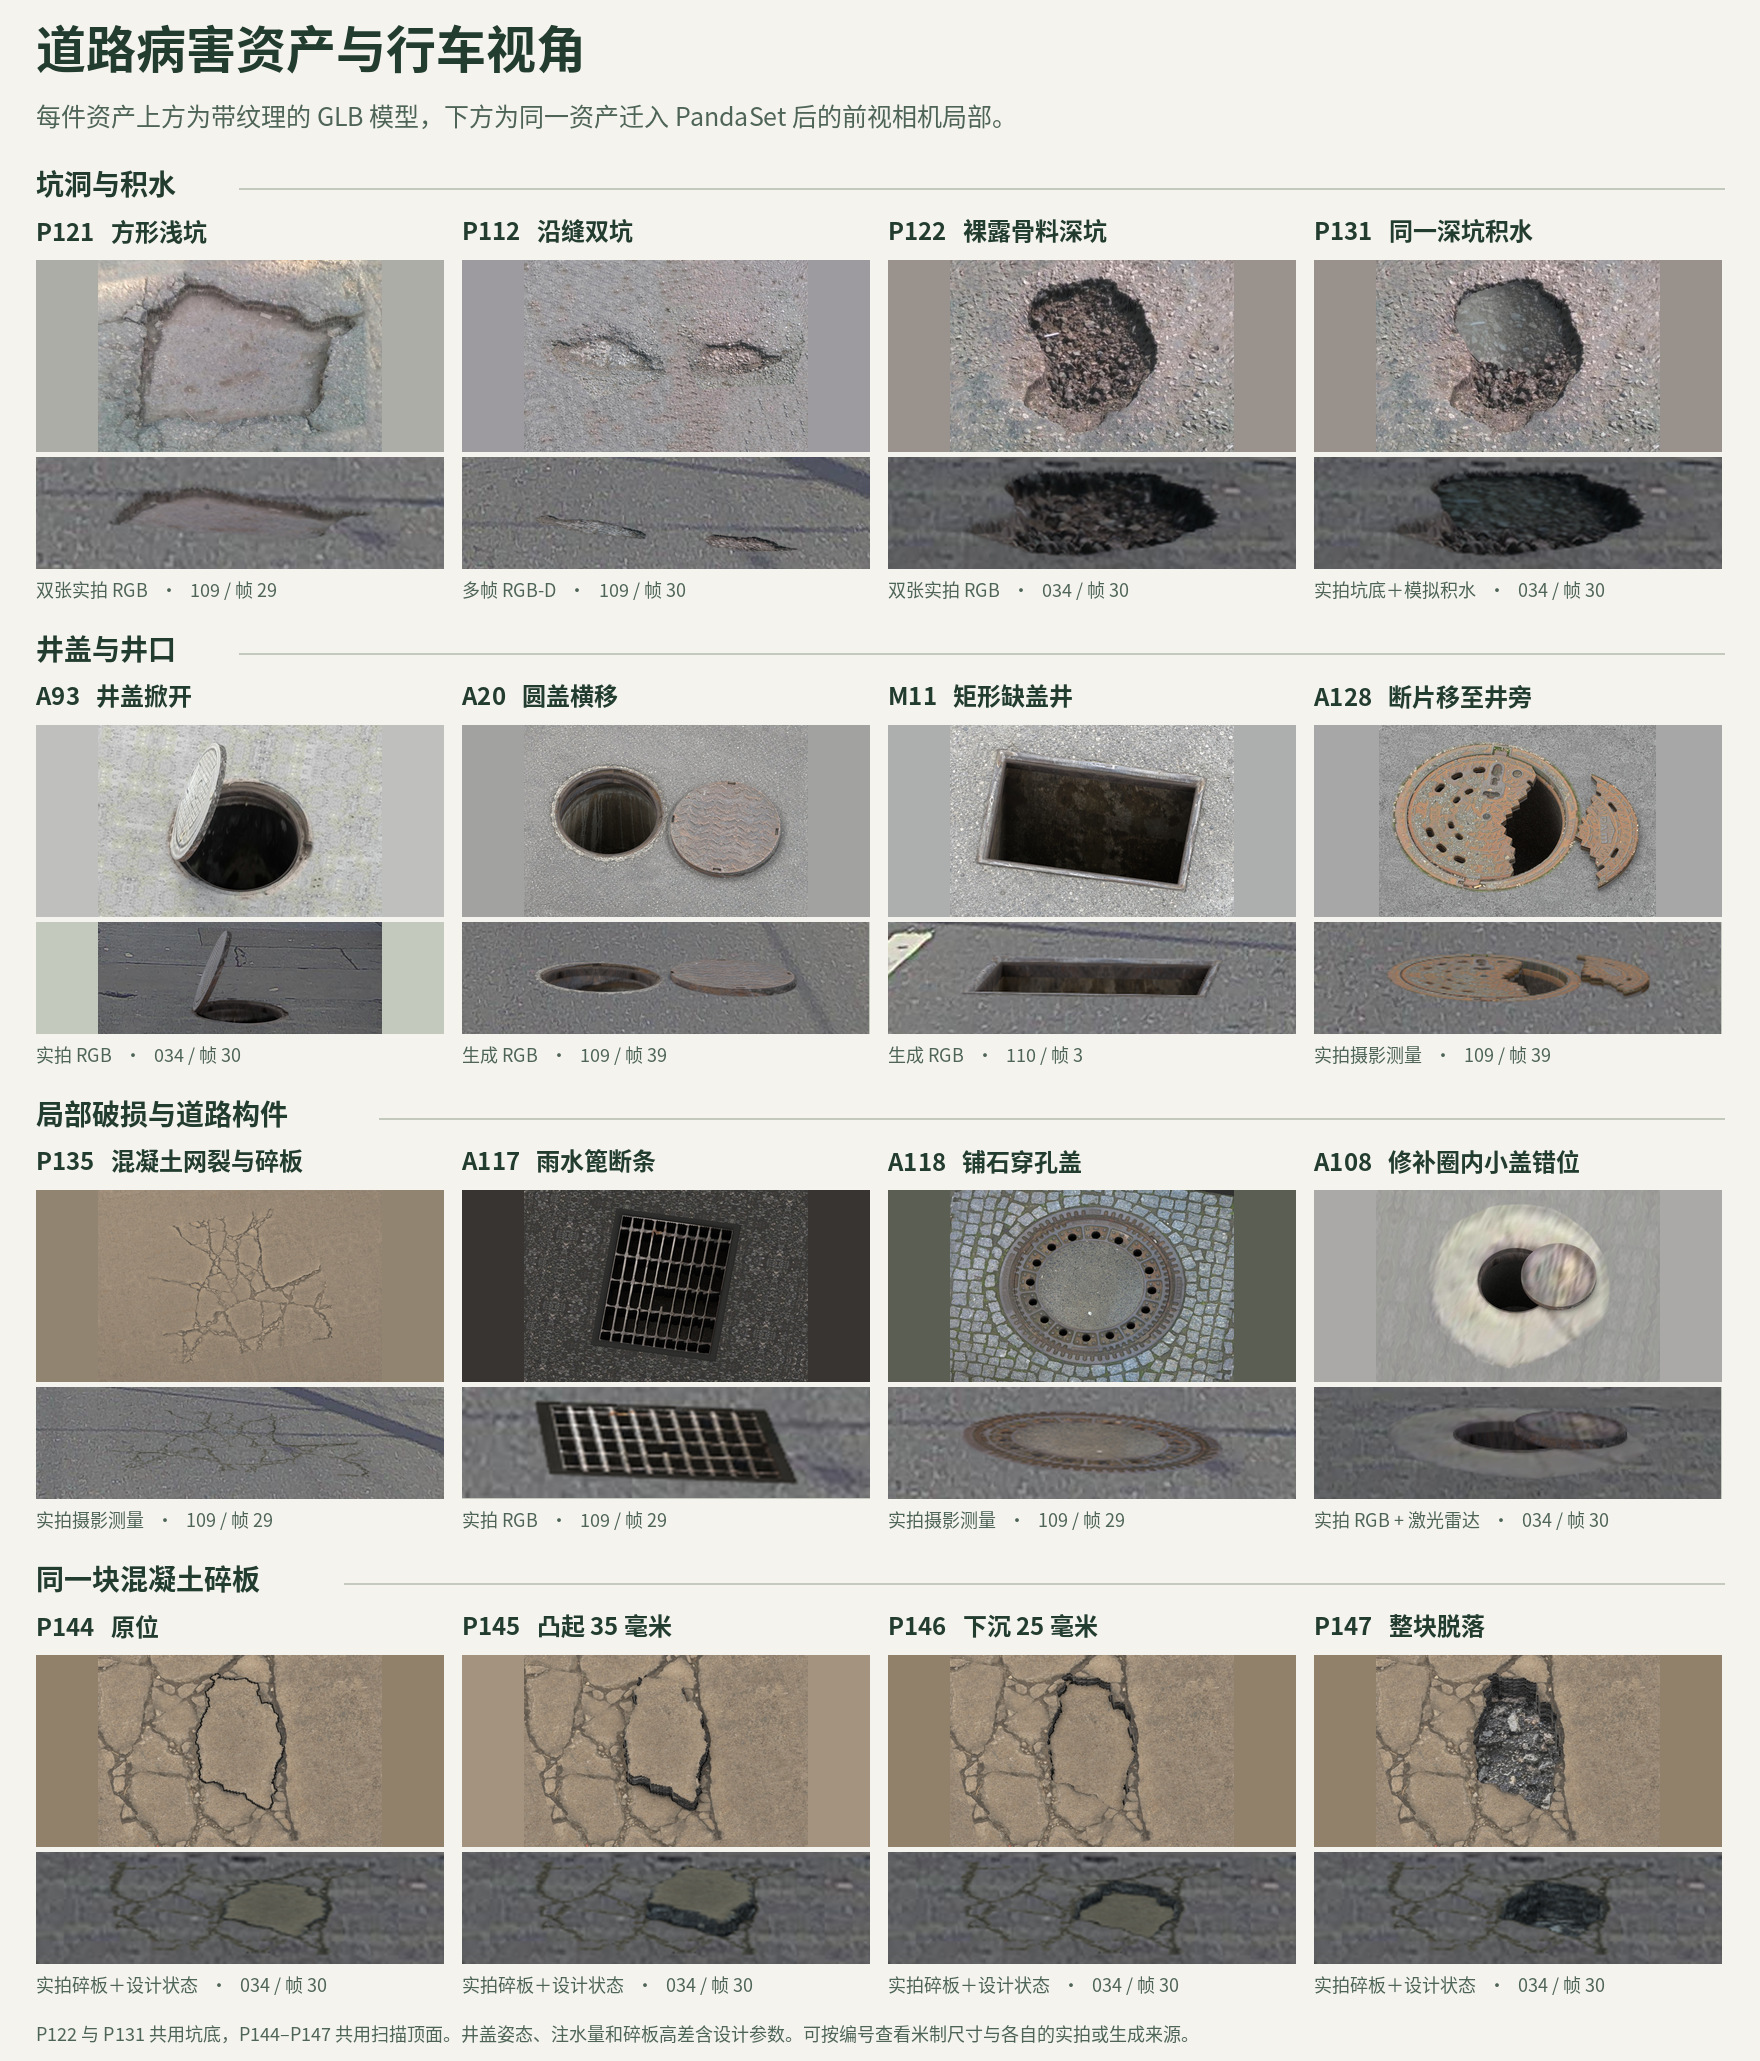 道路病害资产与行车视角
每件资产上方为带纹理的 GLB 模型，下方为同一资产迁入 PandaSet 后的前视相机局部。
坑洞与积水
P121 方形浅坑
P112 沿缝双坑
P122 裸露骨料深坑
P131 同一深坑积水
双张实拍 RGB · 109 / 帧 29
多帧 RGB-D · 109 / 帧 30
双张实拍 RGB · 034 / 帧 30
实拍坑底＋模拟积水 · 034 / 帧 30
井盖与井口
A93 井盖掀开
A20 圆盖横移
M11 矩形缺盖井
A128 断片移至井旁
实拍 RGB · 034 / 帧 30
生成 RGB · 109 / 帧 39
生成 RGB · 110 / 帧 3
实拍摄影测量 · 109 / 帧 39
局部破损与道路构件
P135 混凝土网裂与碎板
A117 雨水篦断条
A118 铺石穿孔盖
A108 修补圈内小盖错位
实拍摄影测量 · 109 / 帧 29
实拍 RGB · 109 / 帧 29
实拍摄影测量 · 109 / 帧 29
实拍 RGB + 激光雷达 · 034 / 帧 30
同一块混凝土碎板
P144 原位
P145 凸起 35 毫米
P146 下沉 25 毫米
P147 整块脱落
实拍碎板＋设计状态 · 034 / 帧 30
实拍碎板＋设计状态 · 034 / 帧 30
实拍碎板＋设计状态 · 034 / 帧 30
实拍碎板＋设计状态 · 034 / 帧 30
P122 与 P131 共用坑底，P144–P147 共用扫描顶面。井盖姿态、注水量和碎板高差含设计参数。可按编号查看米制尺寸与各自的实拍或生成来源。